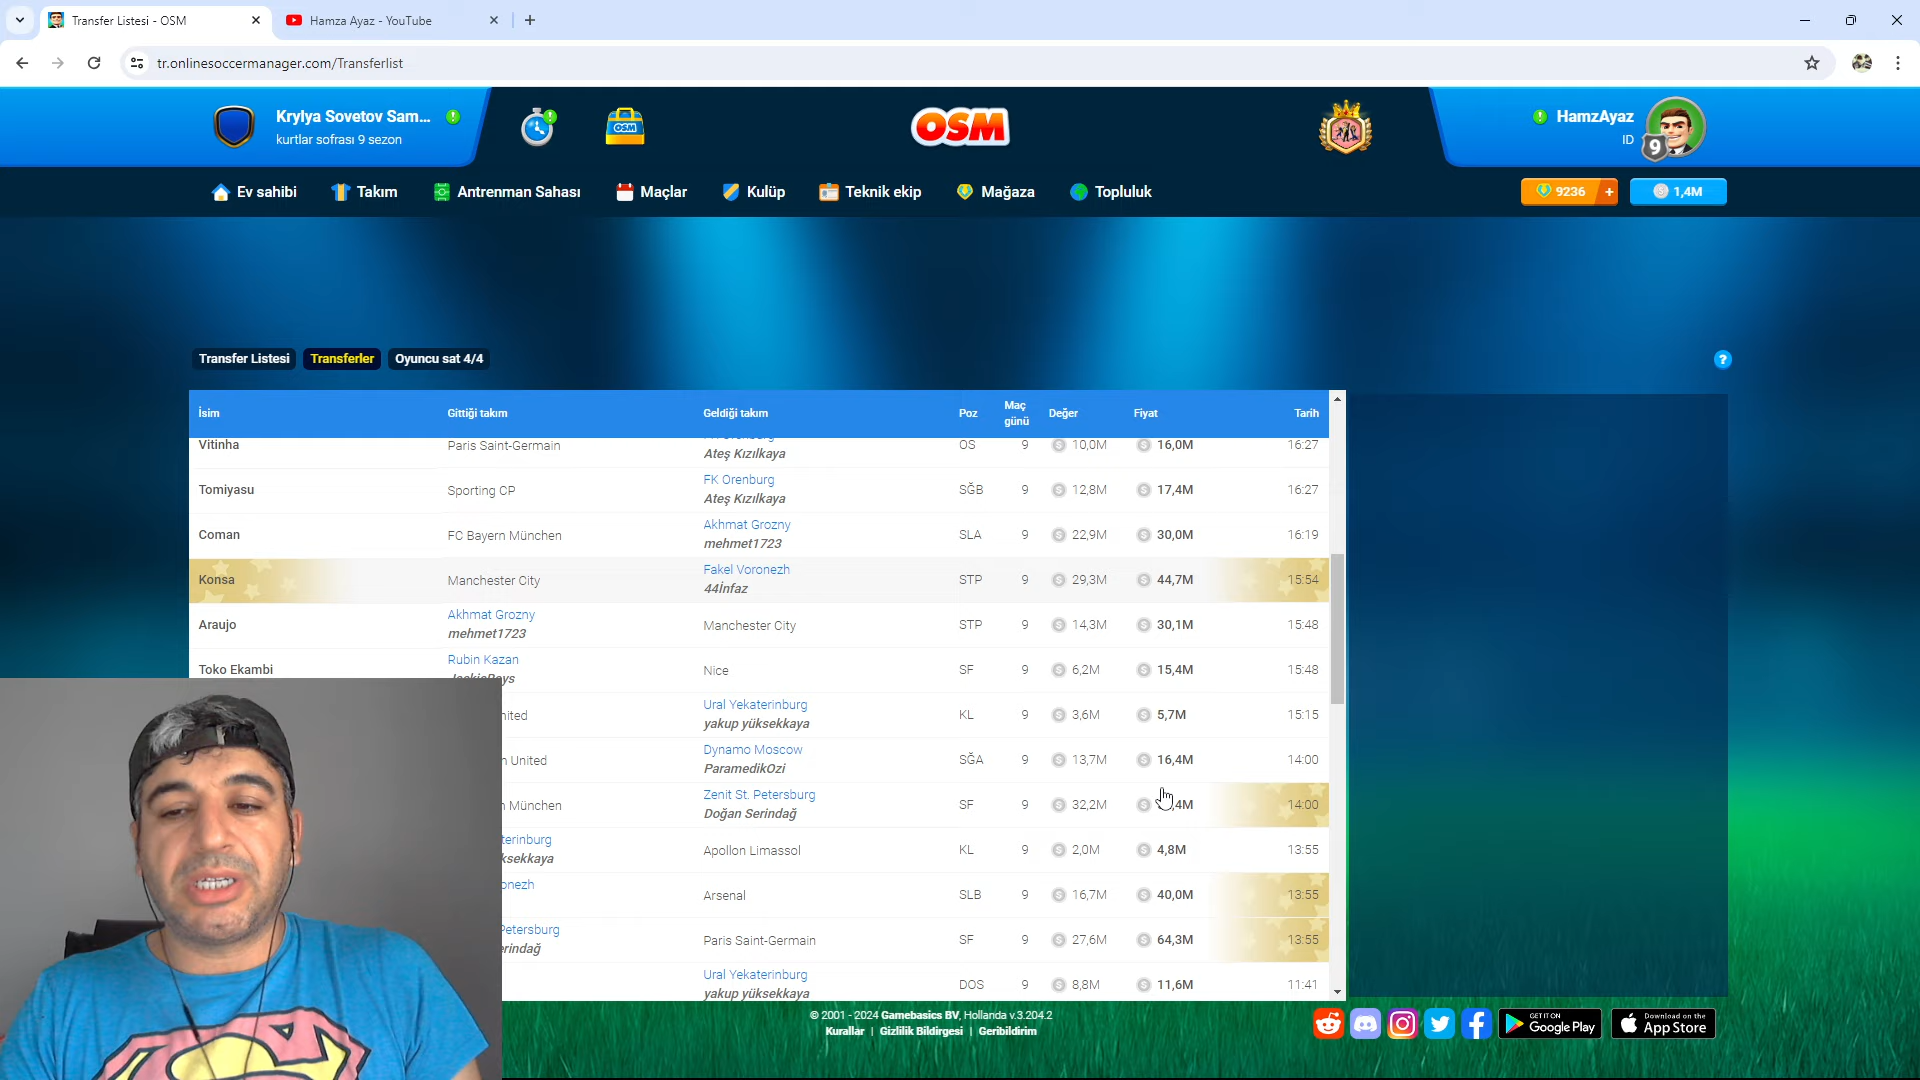 Transfer Listesi - OSM
Hamza Ayaz - YouTube
tr.onlinesoccermanager.com/Transferlist
Krylya Sovetov Sam...
kurtlar sofrası 9 sezon
OSM
OSM
HamzAyaz
ID
9
Ev sahibi
Takım
Antrenman Sahası
Maçlar
Kulüp
Teknik ekip
Mağaza
Topluluk
9236 +
1,4M
Transfer Listesi
Transferler
Oyuncu sat 4/4
?
İsim Gittiği takım Geldiği takım Poz Maç günü Değer Fiyat Tarih
Vitinha Paris Saint-Germain Ateş Kızılkaya OS 9 10,0M 16,0M 16:27
Tomiyasu Sporting CP FK Orenburg Ateş Kızılkaya SĞB 9 12,8M 17,4M 16:27
Coman FC Bayern München Akhmat Grozny mehmet1723 SLA 9 22,9M 30,0M 16:19
Konsa Manchester City Fakel Voronezh 44İnfaz STP 9 29,3M 44,7M 15:54
Araujo Akhmat Grozny mehmet1723 Manchester City STP 9 14,3M 30,1M 15:48
Toko Ekambi Rubin Kazan Nice SF 9 6,2M 15,4M 15:48
Ural Yekaterinburg yakup yüksekkaya KL 9 3,6M 5,7M 15:15
United Dynamo Moscow ParamedikOzi SĞA 9 13,7M 16,4M 14:00
München Zenit St. Petersburg Doğan Serindağ SF 9 32,2M 14:00
Apollon Limassol KL 9 2,0M 4,8M 13:55
Arsenal SLB 9 16,7M 40,0M 13:55
Petersburg Paris Saint-Germain SF 9 27,6M 64,3M 13:55
Ural Yekaterinburg yakup yüksekkaya DOS 9 8,8M 11,6M 11:41
© 2001 - 2024 Gamebasics BV, Hollanda v.3.204.2
Kurallar | Gizlilik Bildirgesi | Geribildirim
GET IT ON Google Play
Download on the App Store